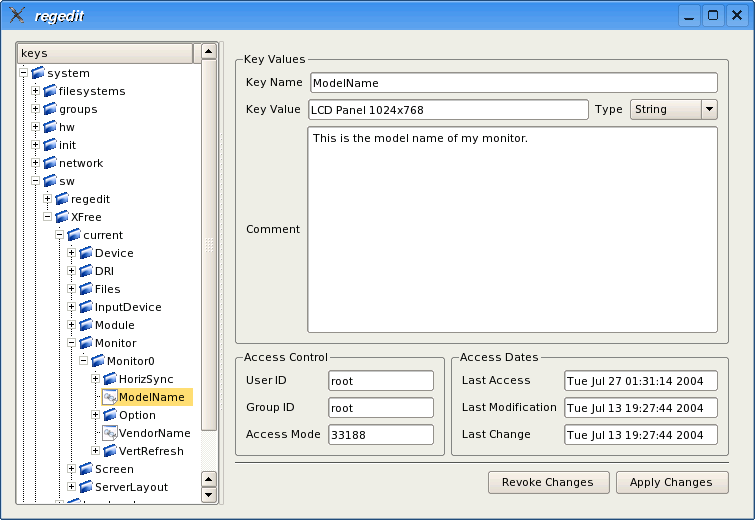 regedit
keys
system
filesystems
groups
hw
init
network
sw
regedit
XFree
current
Device
DRI
Files
InputDevice
Module
Monitor
Monitor0
HorizSync
ModelName
Option
VendorName
VertRefresh
Screen
ServerLayout
Key Values
Key Name ModelName
Key Value LCD Panel 1024x768 Type String
Comment This is the model name of my monitor.
Access Control
User ID root
Group ID root
Access Mode 33188
Access Dates
Last Access Tue Jul 27 01:31:14 2004
Last Modification Tue Jul 13 19:27:44 2004
Last Change Tue Jul 13 19:27:44 2004
Revoke Changes Apply Changes